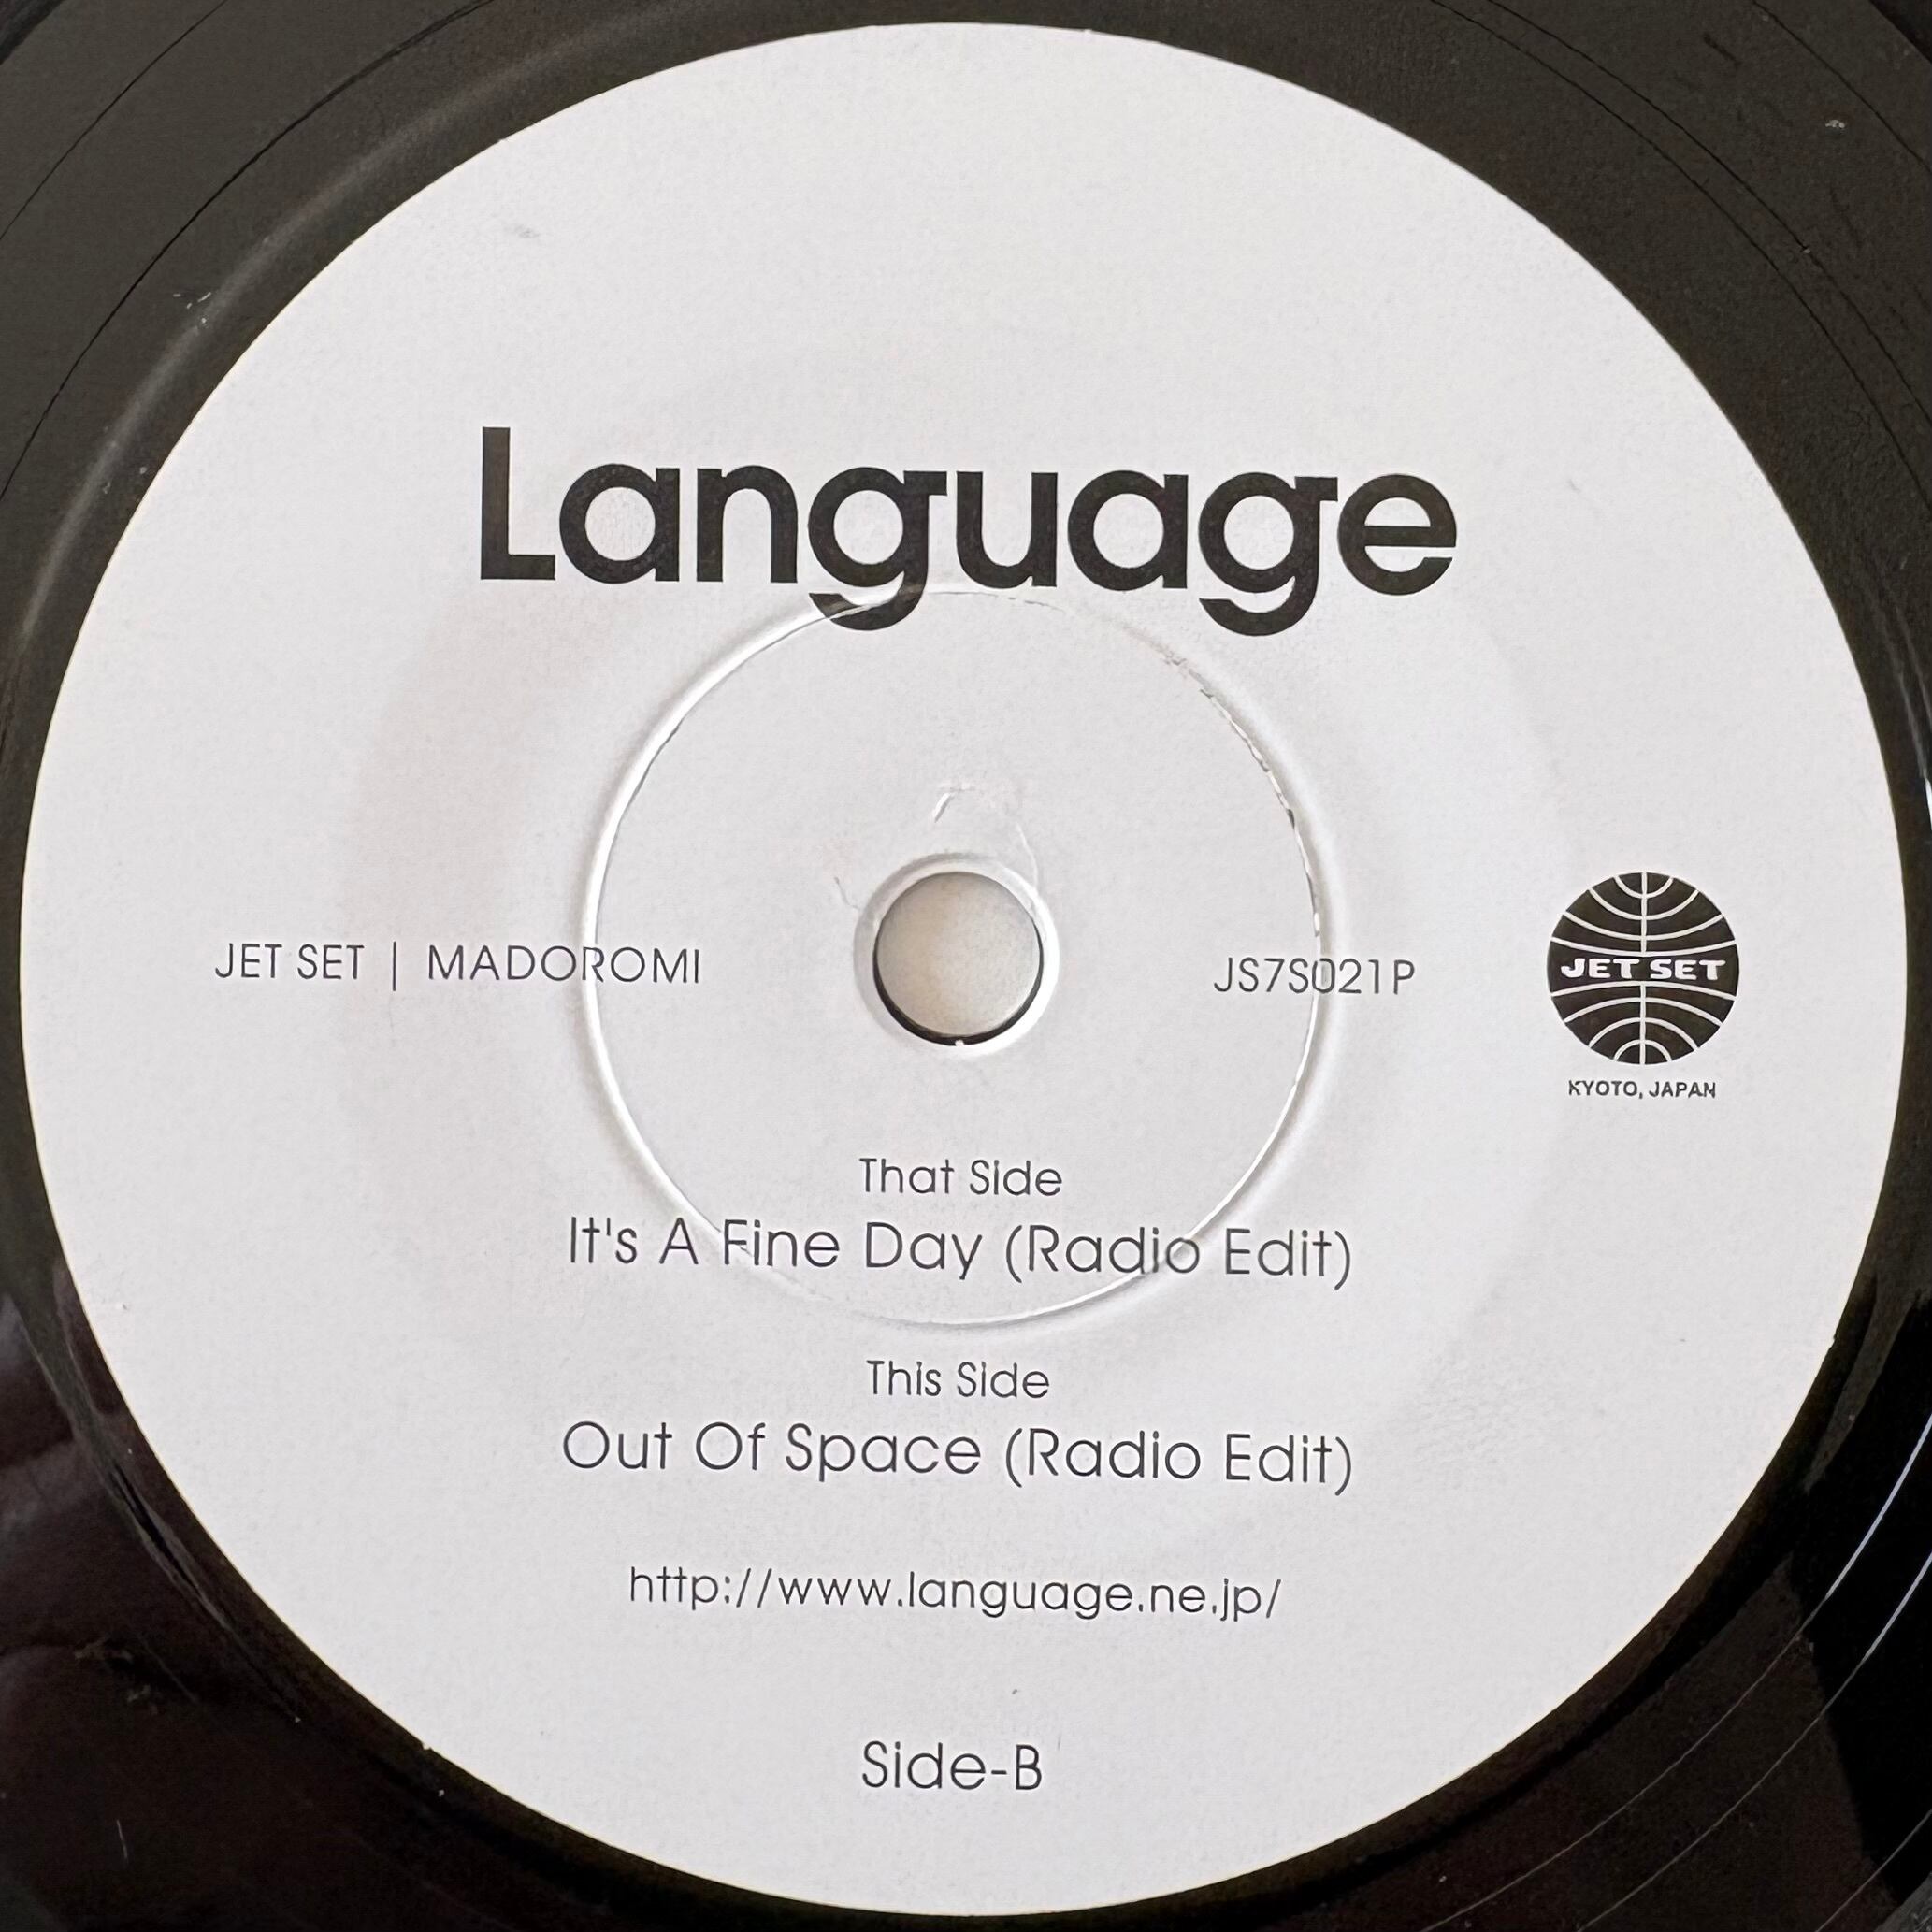 Language
JET SET | MADOROMI
JS7S021P
JET SET
KYOTO, JAPAN
That Side
It's A Fine Day (Radio Edit)
This Side
Out Of Space (Radio Edit)
http://www.language.ne.jp/
Side-B